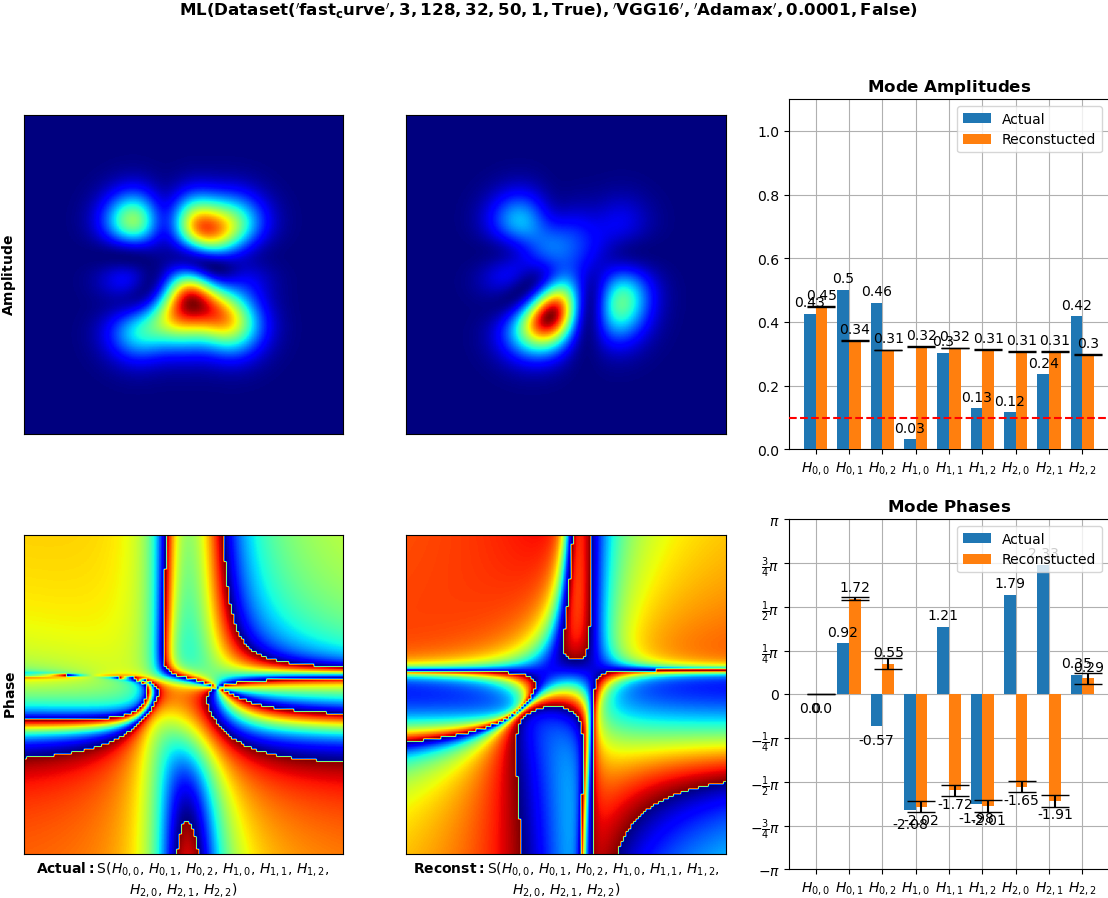 ML(Dataset('fast_curve', 3, 128, 32, 50, 1, True), 'VGG16', 'Adamax', 0.0001, False)
Amplitude
Mode Amplitudes
Actual
Reconstucted
1.0
0.8
0.6
0.4
0.2
0.0
0.43 0.45 0.5 0.34 0.46 0.31 0.03 0.32 0.3 0.32 0.13 0.31 0.12 0.31 0.24 0.31 0.42 0.3
H0,0 H0,1 H0,2 H1,0 H1,1 H1,2 H2,0 H2,1 H2,2
Phase
Mode Phases
Actual
Reconstucted
π
3/4π
1/2π
1/4π
0
−1/4π
−1/2π
−3/4π
−π
0.0 0.0 0.92 1.72 -0.57 0.55 -2.08 -2.02 1.21 -1.72 -1.98 -2.01 1.79 -1.65 2.33 -1.91 0.35 0.29
H0,0 H0,1 H0,2 H1,0 H1,1 H1,2 H2,0 H2,1 H2,2
Actual: S(H0,0, H0,1, H0,2, H1,0, H1,1, H1,2,
H2,0, H2,1, H2,2)
Reconst: S(H0,0, H0,1, H0,2, H1,0, H1,1, H1,2,
H2,0, H2,1, H2,2)